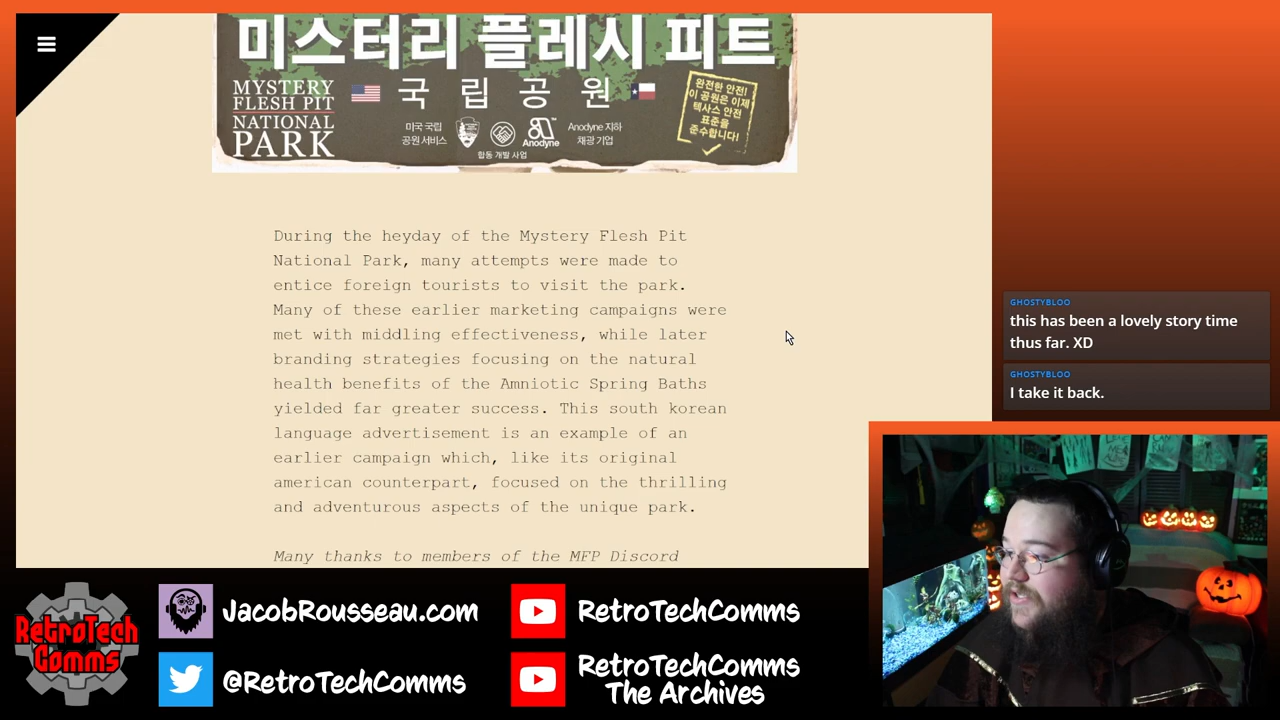 미스터리 플레시 피트
MYSTERY
FLESH PIT
NATIONAL
PARK
국립공원
완전한 안전!
이 공원은 이제
텍사스 안전
표준을
준수합니다!
미국 국립
공원 서비스
Anodyne
Anodyne 지하
채광 기업
합동 개발 사업
During the heyday of the Mystery Flesh Pit
National Park, many attempts were made to
entice foreign tourists to visit the park.
Many of these earlier marketing campaigns were
met with middling effectiveness, while later
branding strategies focusing on the natural
health benefits of the Amniotic Spring Baths
yielded far greater success. This south korean
language advertisement is an example of an
earlier campaign which, like its original
american counterpart, focused on the thrilling
and adventurous aspects of the unique park.
Many thanks to members of the MFP Discord
GHOSTYBLOO
this has been a lovely story time
thus far. XD
GHOSTYBLOO
I take it back.
RetroTech
Comms
JacobRousseau.com
@RetroTechComms
RetroTechComms
RetroTechComms
The Archives